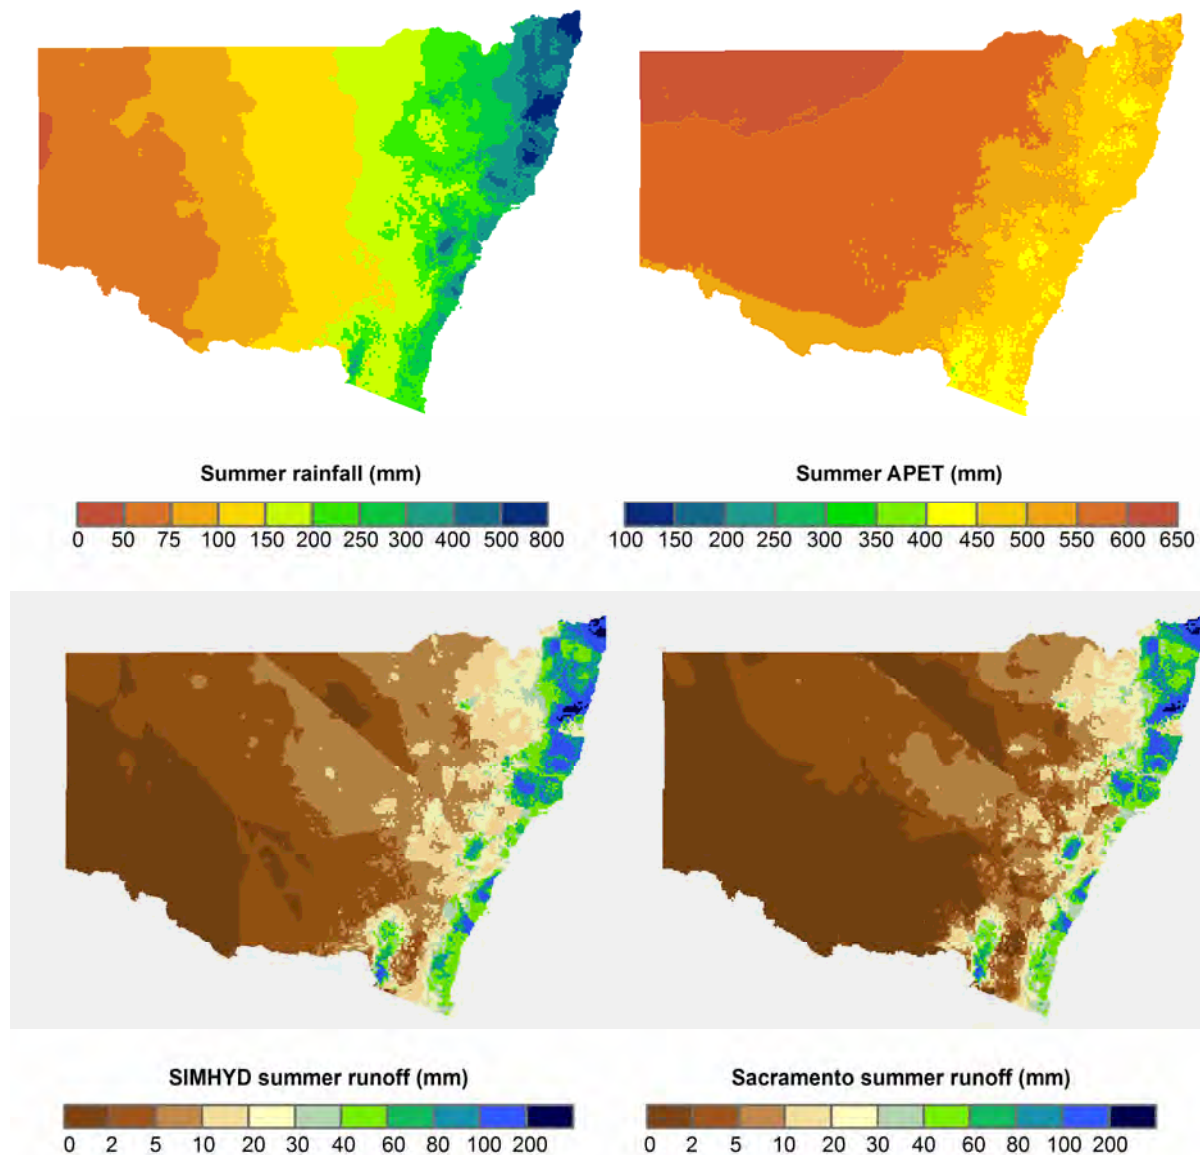 Summer rainfall (mm)
0 50 75 100 150 200 250 300 400 500 800
Summer APET (mm)
100 150 200 250 300 350 400 450 500 550 600 650
SIMHYD summer runoff (mm)
0 2 5 10 20 30 40 60 80 100 200
Sacramento summer runoff (mm)
0 2 5 10 20 30 40 60 80 100 200